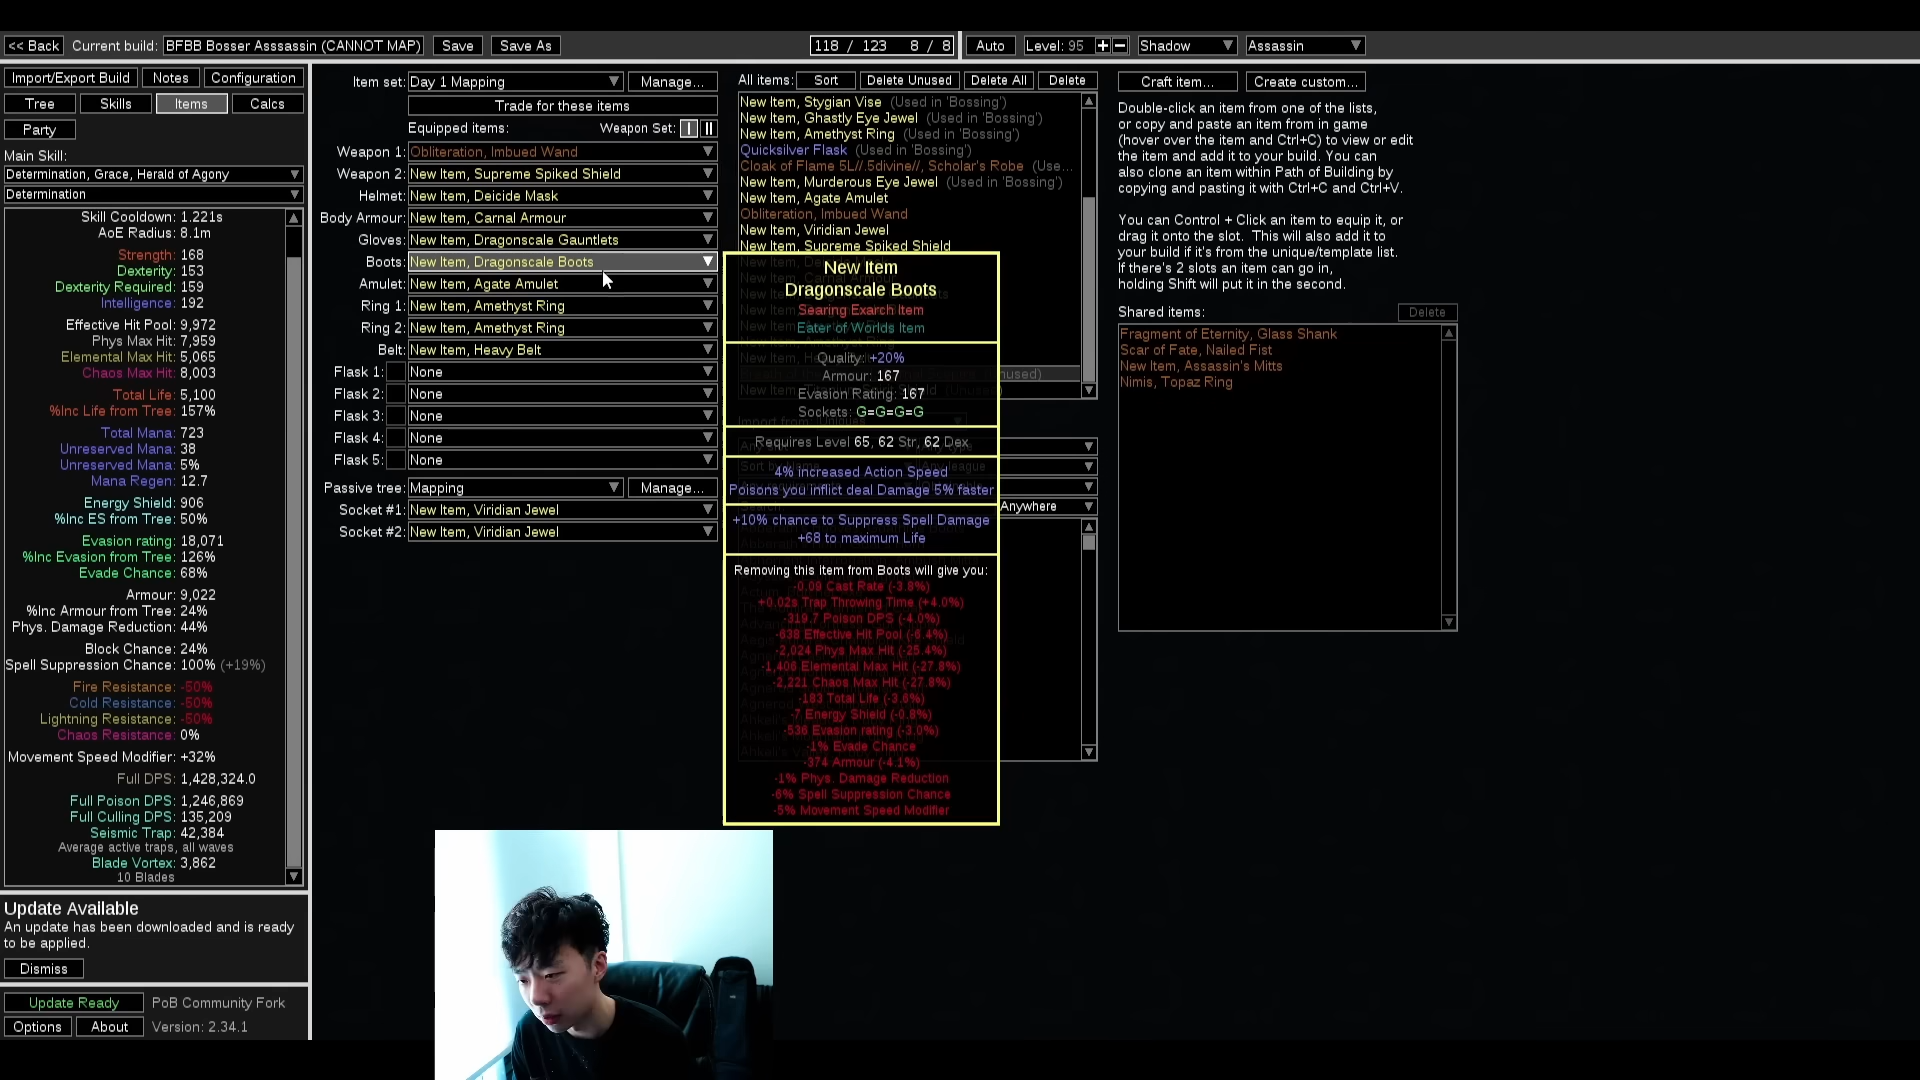 << Back
Current build:
BFBB Bosser Asssassin (CANNOT MAP)
Save
Save As
118 / 123   8 / 8
Auto
Level: 95
+
−
Shadow
Assassin
Import/Export Build
Notes
Configuration
Tree
Skills
Items
Calcs
Party
Main Skill:
Determination, Grace, Herald of Agony
Determination
Skill Cooldown: 1.221s
AoE Radius: 8.1m
Strength: 168
Dexterity: 153
Dexterity Required: 159
Intelligence: 192
Effective Hit Pool: 9,972
Phys Max Hit: 7,959
Elemental Max Hit: 5,065
Chaos Max Hit: 8,003
Total Life: 5,100
%Inc Life from Tree: 157%
Total Mana: 723
Unreserved Mana: 38
Unreserved Mana: 5%
Mana Regen: 12.7
Energy Shield: 906
%Inc ES from Tree: 50%
Evasion rating: 18,071
%Inc Evasion from Tree: 126%
Evade Chance: 68%
Armour: 9,022
%Inc Armour from Tree: 24%
Phys. Damage Reduction: 44%
Block Chance: 24%
Spell Suppression Chance: 100% (+19%)
Fire Resistance: -50%
Cold Resistance: -50%
Lightning Resistance: -50%
Chaos Resistance: 0%
Movement Speed Modifier: +32%
Full DPS: 1,428,324.0
Full Poison DPS: 1,246,869
Full Culling DPS: 135,209
Seismic Trap: 42,384
Average active traps, all waves
Blade Vortex: 3,862
10 Blades
Update Available
An update has been downloaded and is ready
to be applied.
Dismiss
Update Ready
PoB Community Fork
Options
About
Version: 2.34.1
Item set: Day 1 Mapping
Manage...
Trade for these items
Equipped items:
Weapon Set: I II
Weapon 1: Obliteration, Imbued Wand
Weapon 2: New Item, Supreme Spiked Shield
Helmet: New Item, Deicide Mask
Body Armour: New Item, Carnal Armour
Gloves: New Item, Dragonscale Gauntlets
Boots: New Item, Dragonscale Boots
Amulet: New Item, Agate Amulet
Ring 1: New Item, Amethyst Ring
Ring 2: New Item, Amethyst Ring
Belt: New Item, Heavy Belt
Flask 1: None
Flask 2: None
Flask 3: None
Flask 4: None
Flask 5: None
Passive tree: Mapping
Manage...
Socket #1: New Item, Viridian Jewel
Socket #2: New Item, Viridian Jewel
All items:
Sort
Delete Unused
Delete All
Delete
New Item, Stygian Vise (Used in 'Bossing')
New Item, Ghastly Eye Jewel (Used in 'Bossing')
New Item, Amethyst Ring (Used in 'Bossing')
Quicksilver Flask (Used in 'Bossing')
Cloak of Flame 5L//.5divine//, Scholar's Robe (Use...
New Item, Murderous Eye Jewel (Used in 'Bossing')
New Item, Agate Amulet
Obliteration, Imbued Wand
New Item, Viridian Jewel
New Item, Supreme Spiked Shield
New Item
Dragonscale Boots
Searing Exarch Item
Eater of Worlds Item
Quality: +20%
Armour: 167
Evasion Rating: 167
Sockets: G=G=G=G
Requires Level 65, 62 Str, 62 Dex
4% increased Action Speed
Poisons you inflict deal Damage 5% faster
+10% chance to Suppress Spell Damage
+68 to maximum Life
Removing this item from Boots will give you:
-0.09 Cast Rate (-3.8%)
+0.02s Trap Throwing Time (+4.0%)
-319.7 Poison DPS (-4.0%)
-638 Effective Hit Pool (-6.4%)
-2,024 Phys Max Hit (-25.4%)
-1,406 Elemental Max Hit (-27.8%)
-2,221 Chaos Max Hit (-27.8%)
-183 Total Life (-3.6%)
-7 Energy Shield (-0.8%)
-536 Evasion rating (-3.0%)
-1% Evade Chance
-374 Armour (-4.1%)
-1% Phys. Damage Reduction
-6% Spell Suppression Chance
-5% Movement Speed Modifier
Anywhere
Craft item...
Create custom...
Double-click an item from one of the lists,
or copy and paste an item from in game
(hover over the item and Ctrl+C) to view or edit
the item and add it to your build. You can
also clone an item within Path of Building by
copying and pasting it with Ctrl+C and Ctrl+V.
You can Control + Click an item to equip it, or
drag it onto the slot. This will also add it to
your build if it's from the unique/template list.
If there's 2 slots an item can go in,
holding Shift will put it in the second.
Shared items:
Delete
Fragment of Eternity, Glass Shank
Scar of Fate, Nailed Fist
New Item, Assassin's Mitts
Nimis, Topaz Ring